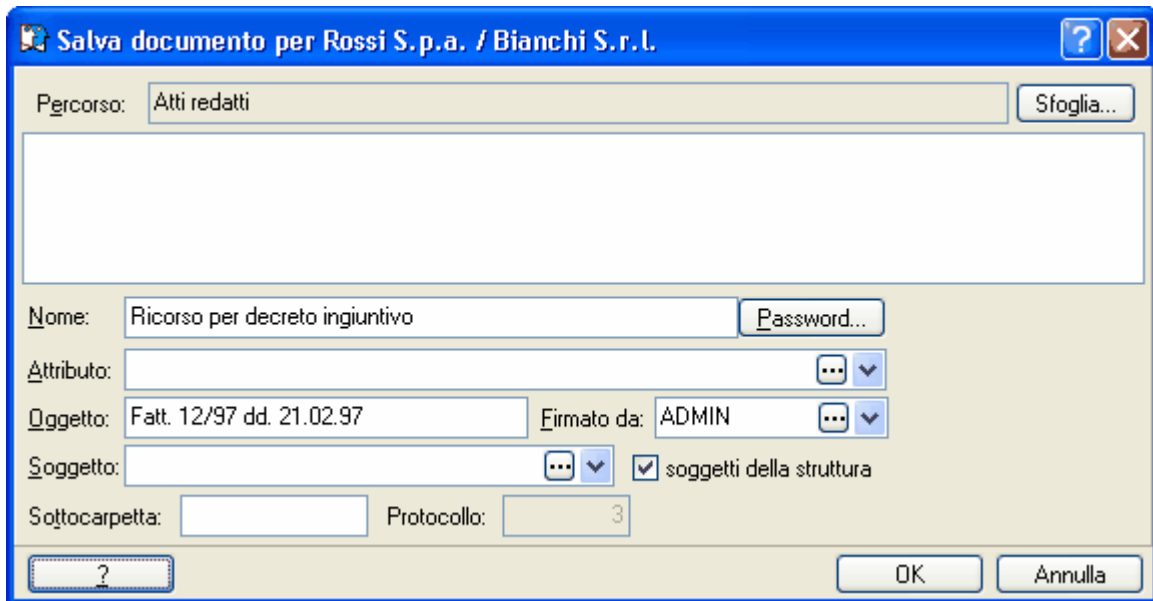 Salva documento per Rossi S.p.a. / Bianchi S.r.l.
Percorso: Atti redatti Sfoglia...
Nome: Ricorso per decreto ingiuntivo Password...
Attributo:
Oggetto: Fatt. 12/97 dd. 21.02.97 Firmato da: ADMIN
Soggetto: soggetti della struttura
Sottocarpetta: Protocollo: 3
? OK Annulla